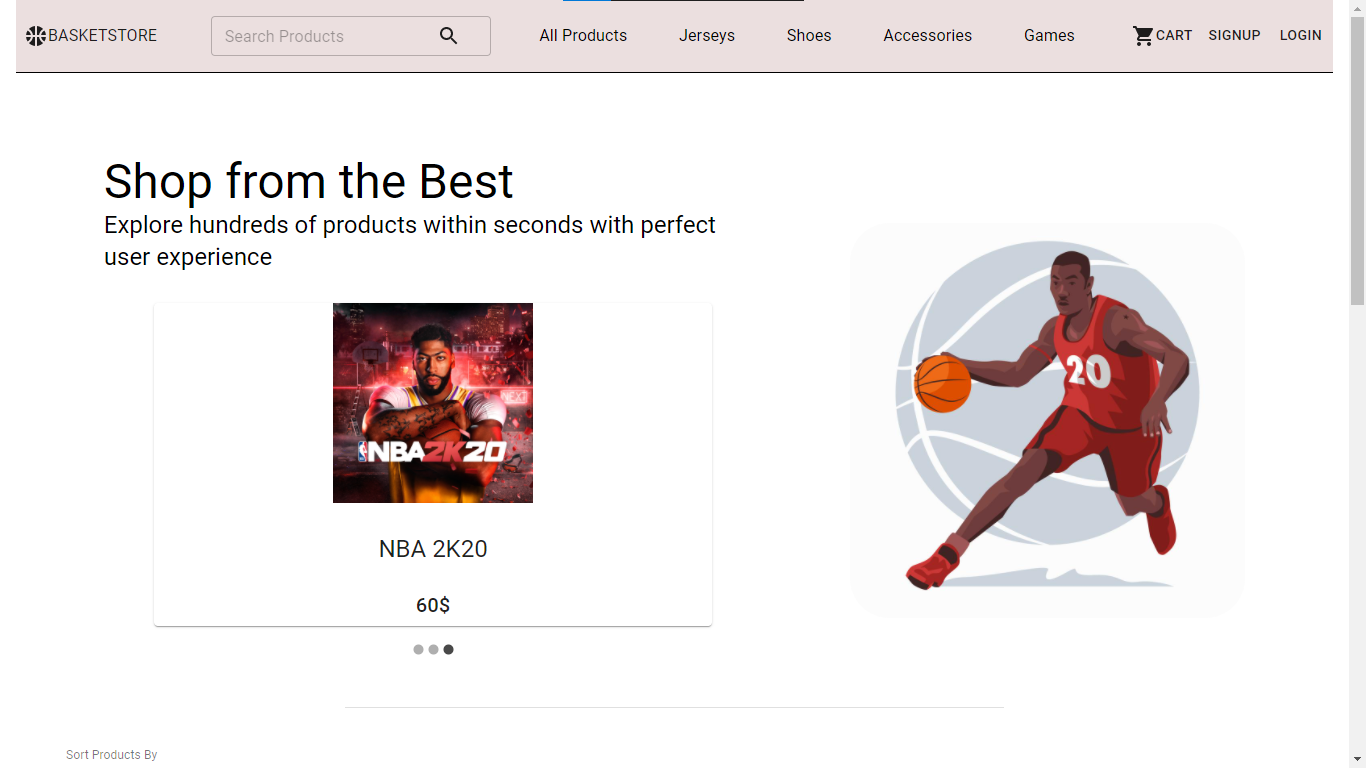 BASKETSTORE
Search Products
All Products
Jerseys
Shoes
Accessories
Games
CART
SIGNUP
LOGIN
Shop from the Best
Explore hundreds of products within seconds with perfect
user experience
NEXT
NBA 2K20
NBA 2K20
60$
20
Sort Products By